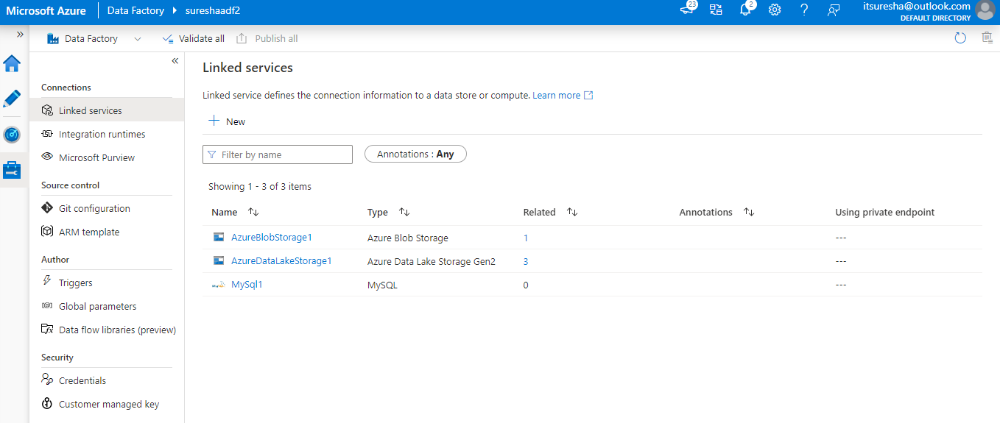 Microsoft Azure Data Factory sureshaadf2 23 2 itsuresha@outlook.com
DEFAULT DIRECTORY
Data Factory Validate all Publish all
Connections
Linked services
Integration runtimes
Microsoft Purview
Source control
Git configuration
ARM template
Author
Triggers
Global parameters
Data flow libraries (preview)
Security
Credentials
Customer managed key
Linked services
Linked service defines the connection information to a data store or compute. Learn more
New
Filter by name Annotations : Any
Showing 1 - 3 of 3 items
Name Type Related Annotations Using private endpoint
AzureBlobStorage1 Azure Blob Storage 1 ---
AzureDataLakeStorage1 Azure Data Lake Storage Gen2 3 ---
MySql1 MySQL 0 ---